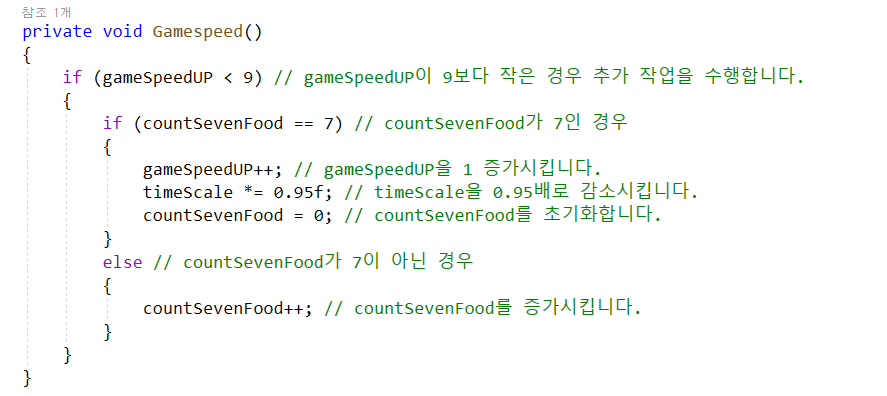 참조 1개
private void Gamespeed()
{
if (gameSpeedUP < 9) // gameSpeedUP이 9보다 작은 경우 추가 작업을 수행합니다.
{
if (countSevenFood == 7) // countSevenFood가 7인 경우
{
gameSpeedUP++; // gameSpeedUP을 1 증가시킵니다.
timeScale *= 0.95f; // timeScale을 0.95배로 감소시킵니다.
countSevenFood = 0; // countSevenFood를 초기화합니다.
}
else // countSevenFood가 7이 아닌 경우
{
countSevenFood++; // countSevenFood를 증가시킵니다.
}
}
}